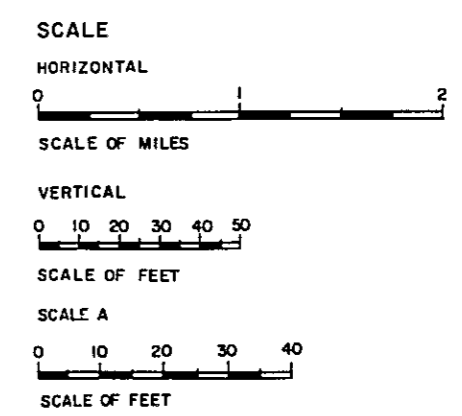 SCALE
HORIZONTAL
0 1 2
SCALE OF MILES
VERTICAL
0 10 20 30 40 50
SCALE OF FEET
SCALE A
0 10 20 30 40
SCALE OF FEET